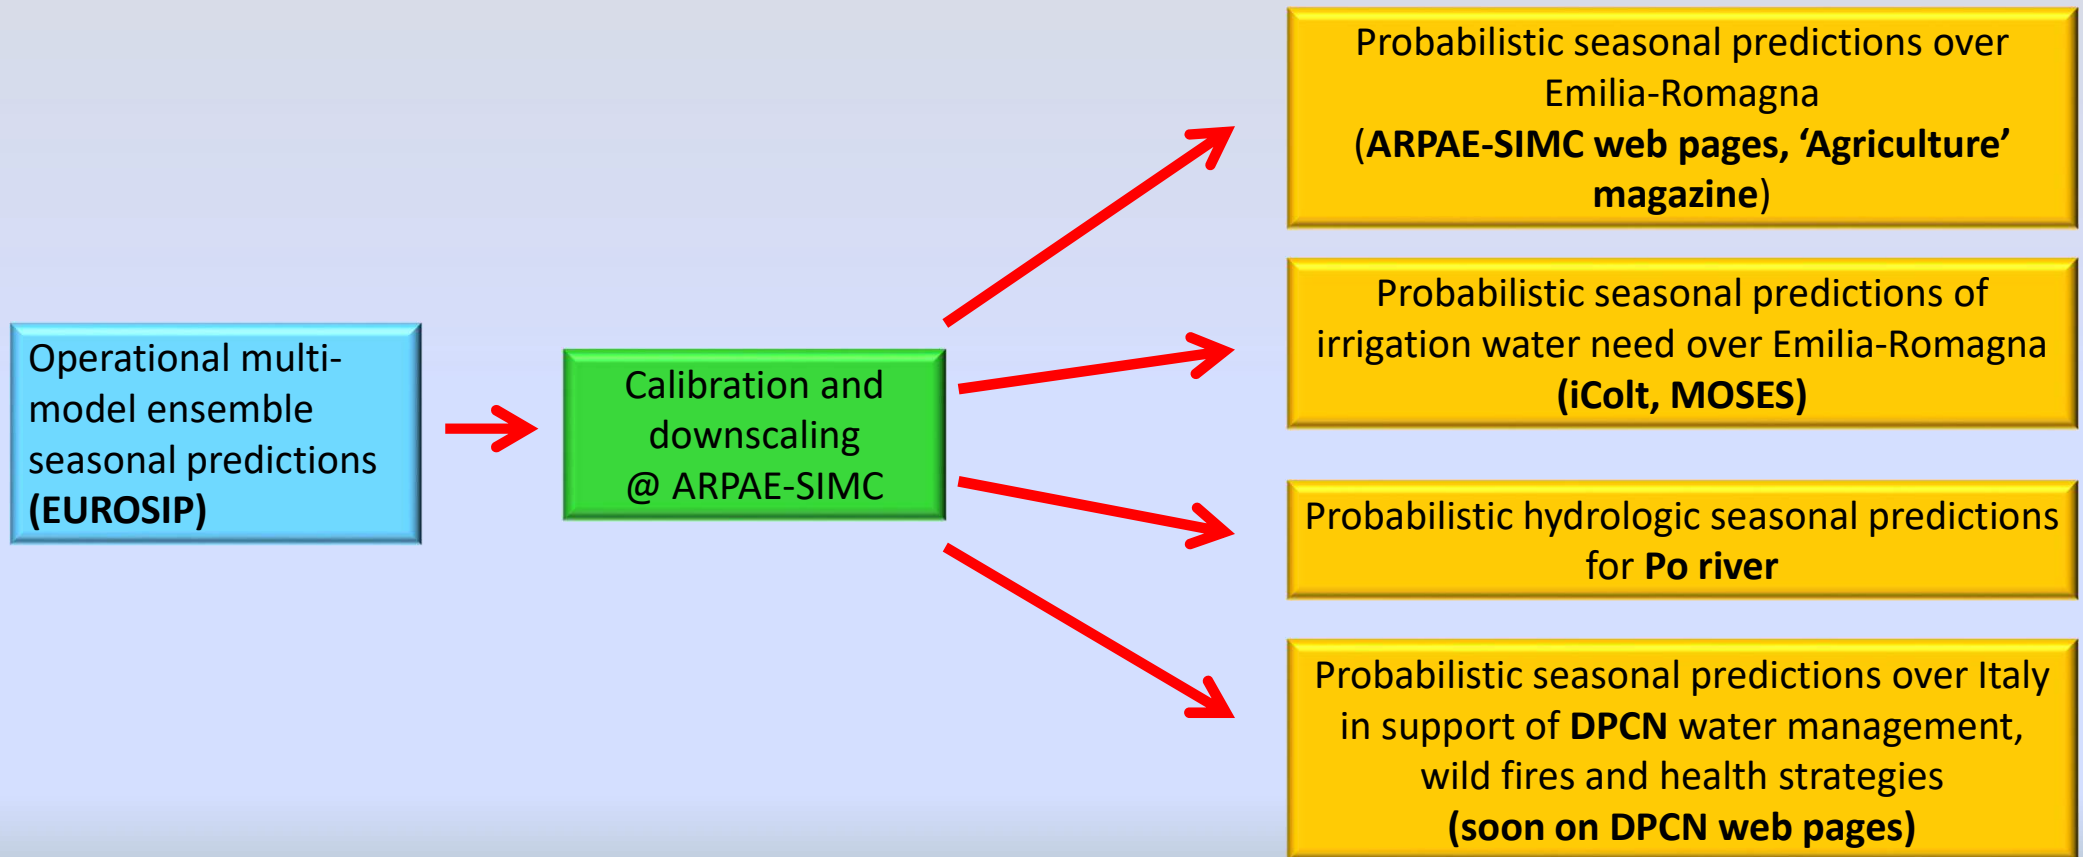 Operational multi-
model ensemble
seasonal predictions
(EUROSIP)
Calibration and
downscaling
@ ARPAE-SIMC
Probabilistic seasonal predictions over
Emilia-Romagna
(ARPAE-SIMC web pages, ‘Agriculture’
magazine)
Probabilistic seasonal predictions of
irrigation water need over Emilia-Romagna
(iColt, MOSES)
Probabilistic hydrologic seasonal predictions
for Po river
Probabilistic seasonal predictions over Italy
in support of DPCN water management,
wild fires and health strategies
(soon on DPCN web pages)